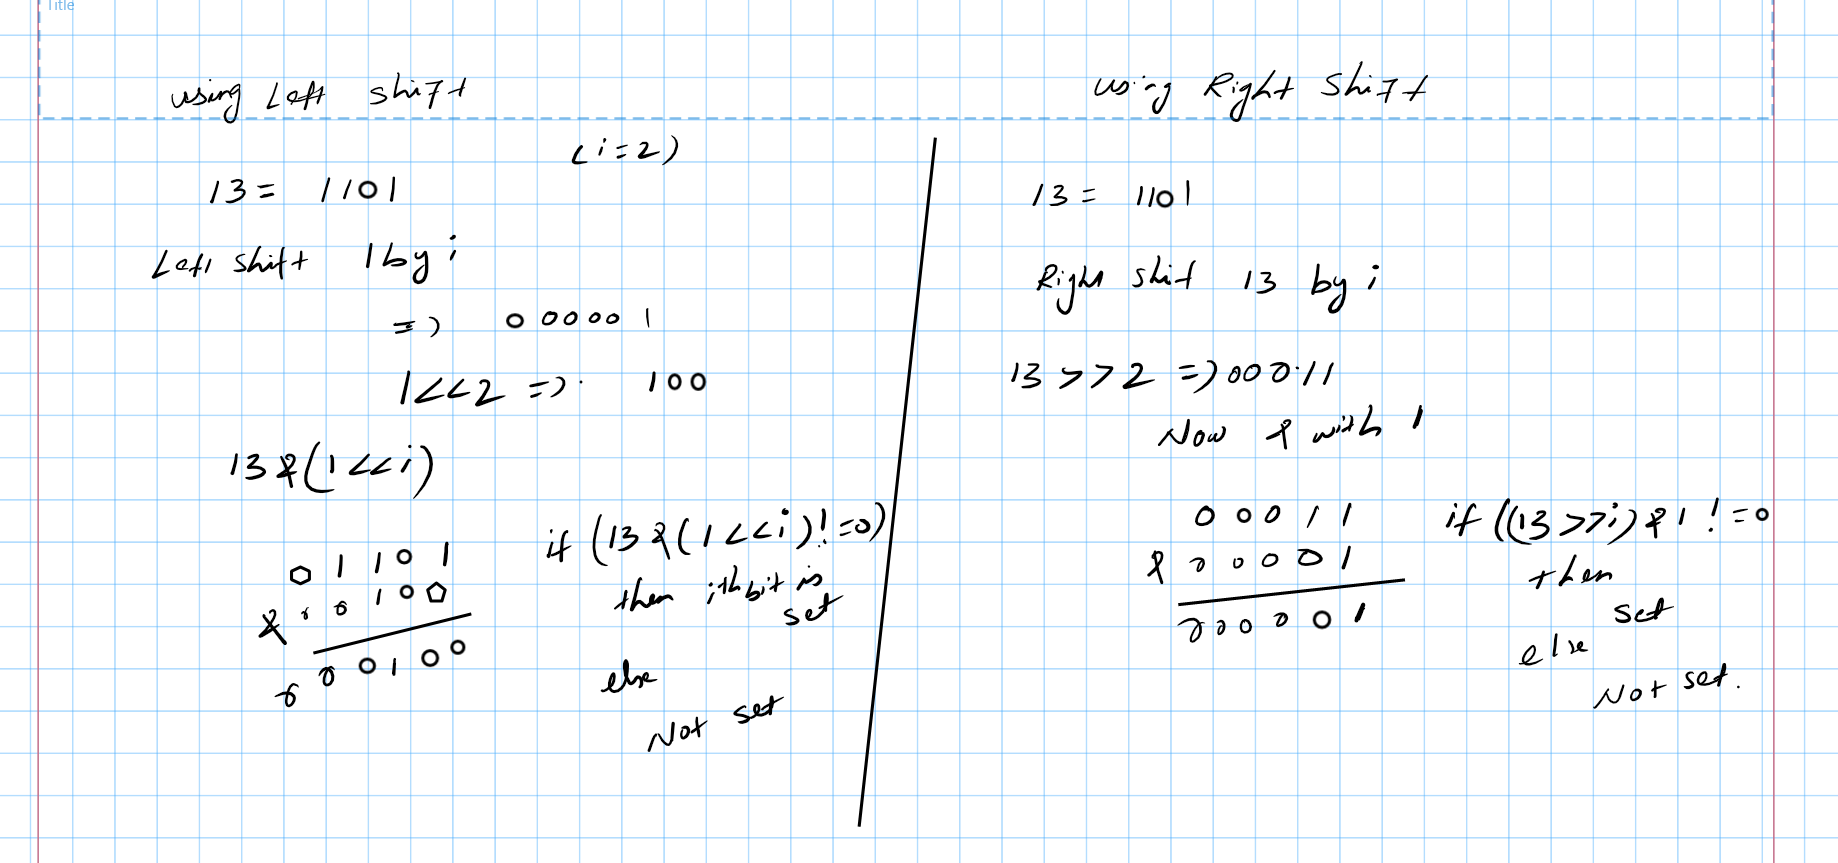 Title
using Left shift
(i=2)
13 = 1101
Left shift 1 by i
=> 000001
1<<2 => 100
13&(1<<i)
01101
& 00100
000100
if (13&(1<<i)!=0)
then ith bit is
set
else
Not set
using Right Shift
13 = 1101
Right shift 13 by i
13 >> 2 => 00011
Now & with 1
00011
& 00001
000001
if ((13>>i)&1 != 0
then
set
else
Not set.